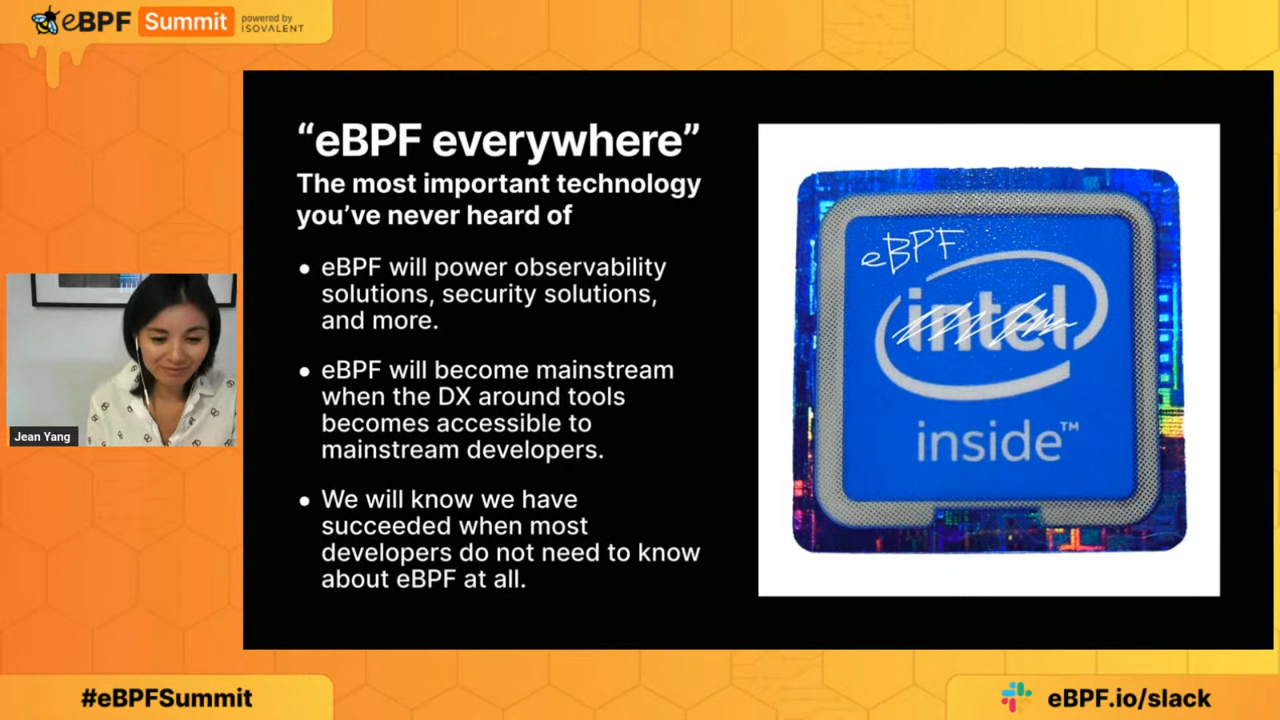 eBPF Summit powered by ISOVALENT
“eBPF everywhere”
The most important technology
you’ve never heard of
• eBPF will power observability
solutions, security solutions,
and more.
• eBPF will become mainstream
when the DX around tools
becomes accessible to
mainstream developers.
• We will know we have
succeeded when most
developers do not need to know
about eBPF at all.
eBPF
intel
inside™
Jean Yang
#eBPFSummit
eBPF.io/slack